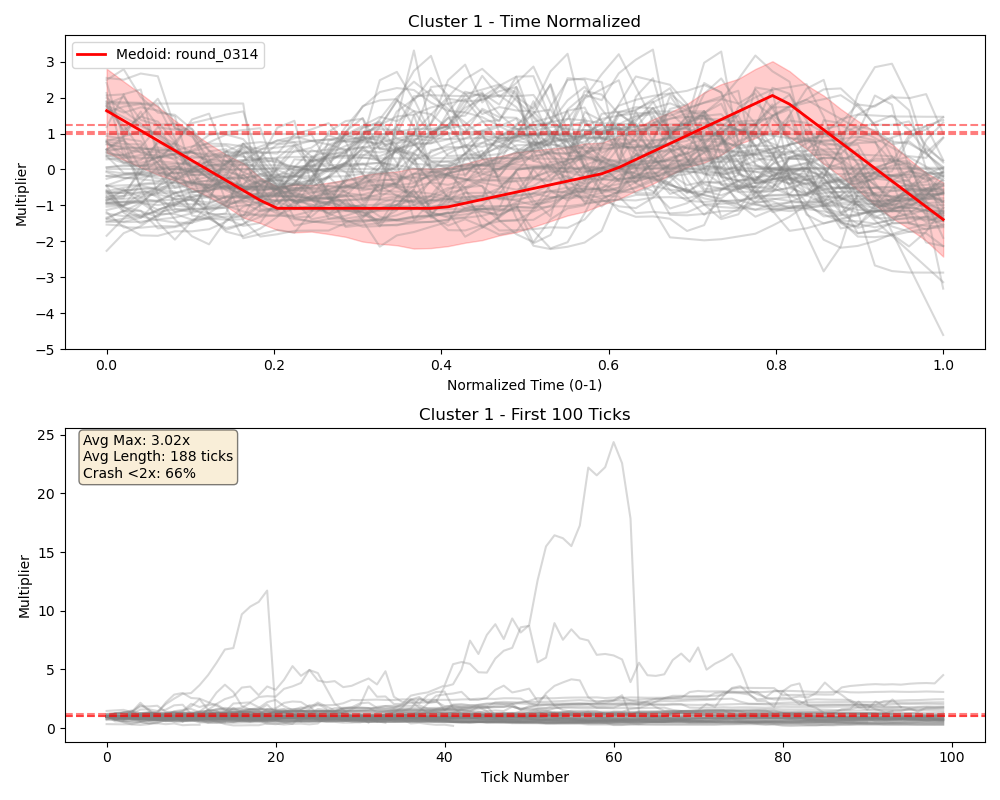 Cluster 1 - Time Normalized
Medoid: round_0314
Multiplier
3
2
1
0
−1
−2
−3
−4
−5
0.0 0.2 0.4 0.6 0.8 1.0
Normalized Time (0-1)
Cluster 1 - First 100 Ticks
Avg Max: 3.02x
Avg Length: 188 ticks
Crash <2x: 66%
Multiplier
25
20
15
10
5
0
0 20 40 60 80 100
Tick Number